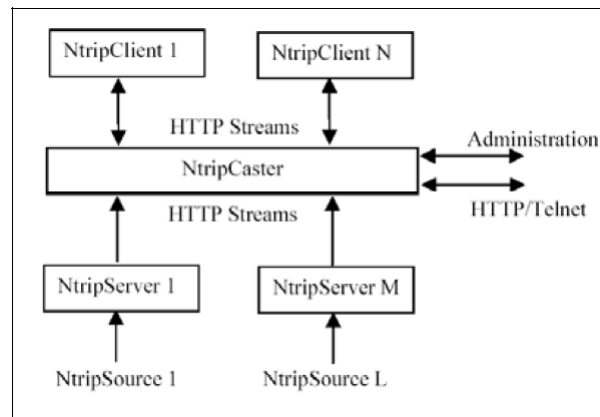 NtripClient 1
NtripClient N
HTTP Streams
Administration
NtripCaster
HTTP Streams
HTTP/Telnet
NtripServer 1
NtripServer M
NtripSource 1
NtripSource L